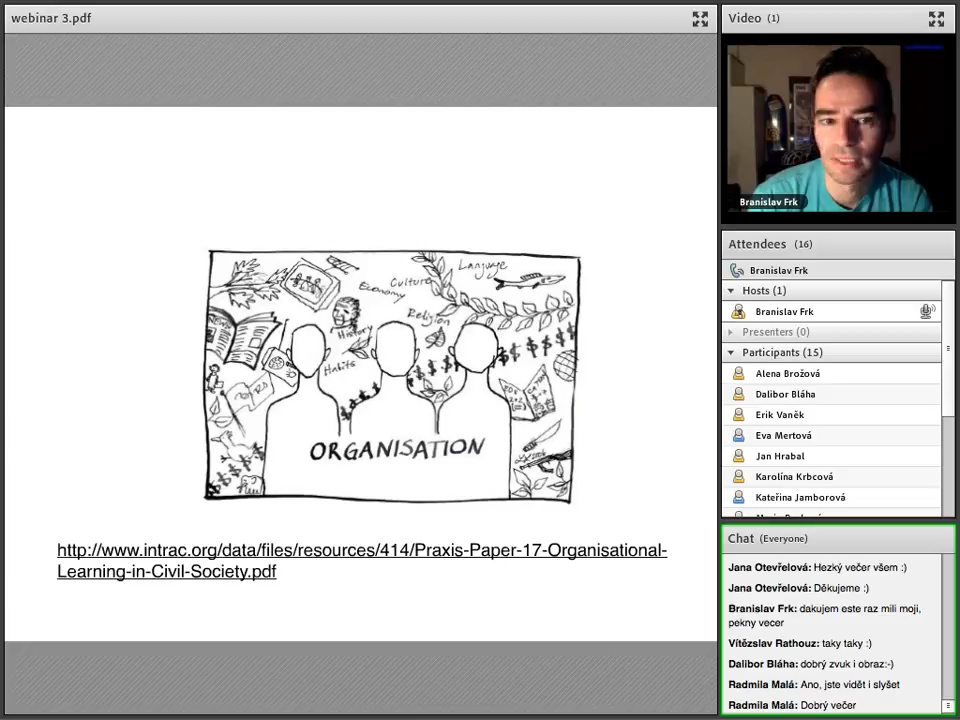 webinar 3.pdf
Language
Culture
Economy
Religion
History
Habits
NEWS
ORGANISATION
http://www.intrac.org/data/files/resources/414/Praxis-Paper-17-Organisational-
Learning-in-Civil-Society.pdf
Video (1)
Branislav Frk
Attendees (16)
Branislav Frk
Hosts (1)
Branislav Frk
Presenters (0)
Participants (15)
Alena Brožová
Dalibor Bláha
Erik Vaněk
Eva Mertová
Jan Hrabal
Karolína Krbcová
Kateřina Jamborová
Chat (Everyone)
Jana Otevřelová: Hezký večer všem :)
Jana Otevřelová: Děkujeme :)
Branislav Frk: dakujem este raz mili moji,
pekny vecer
Vítězslav Rathouz: taky taky :)
Dalibor Bláha: dobrý zvuk i obraz:-)
Radmila Malá: Ano, jste vidět i slyšet
Radmila Malá: Dobrý večer